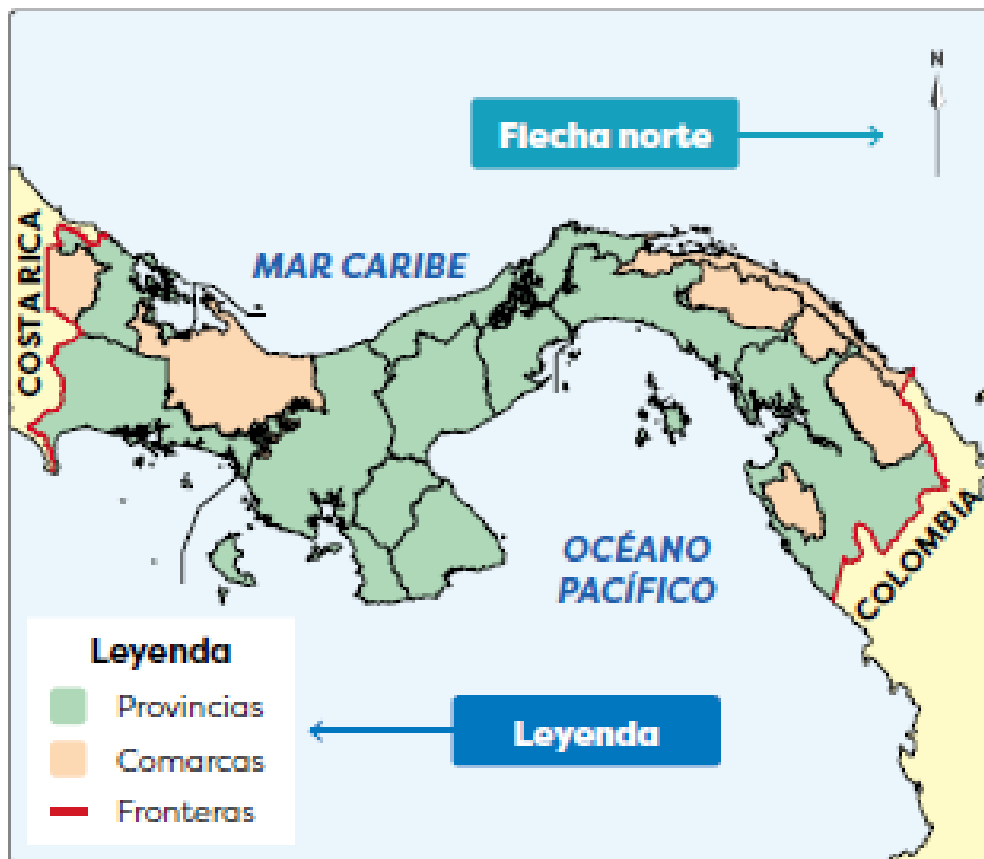 N
Flecha norte
COSTA RICA
MAR CARIBE
OCÉANO
PACÍFICO
COLOMBIA
Leyenda
Provincias
Comarcas
Fronteras
Leyenda